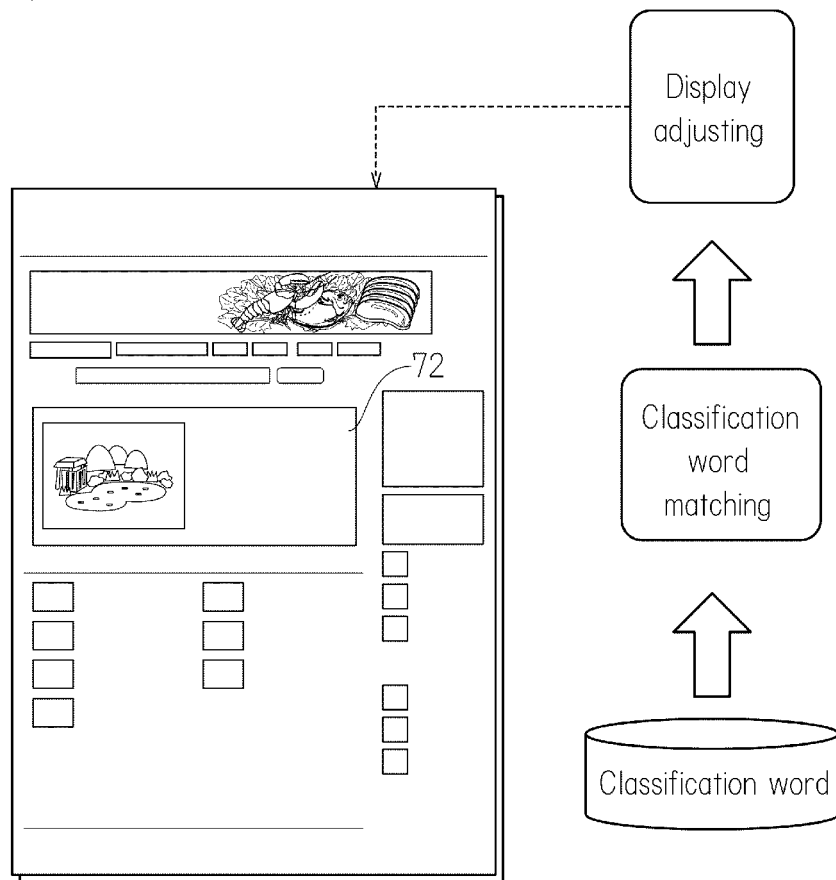 Display
adjusting
72
Classification
word
matching
Classification word